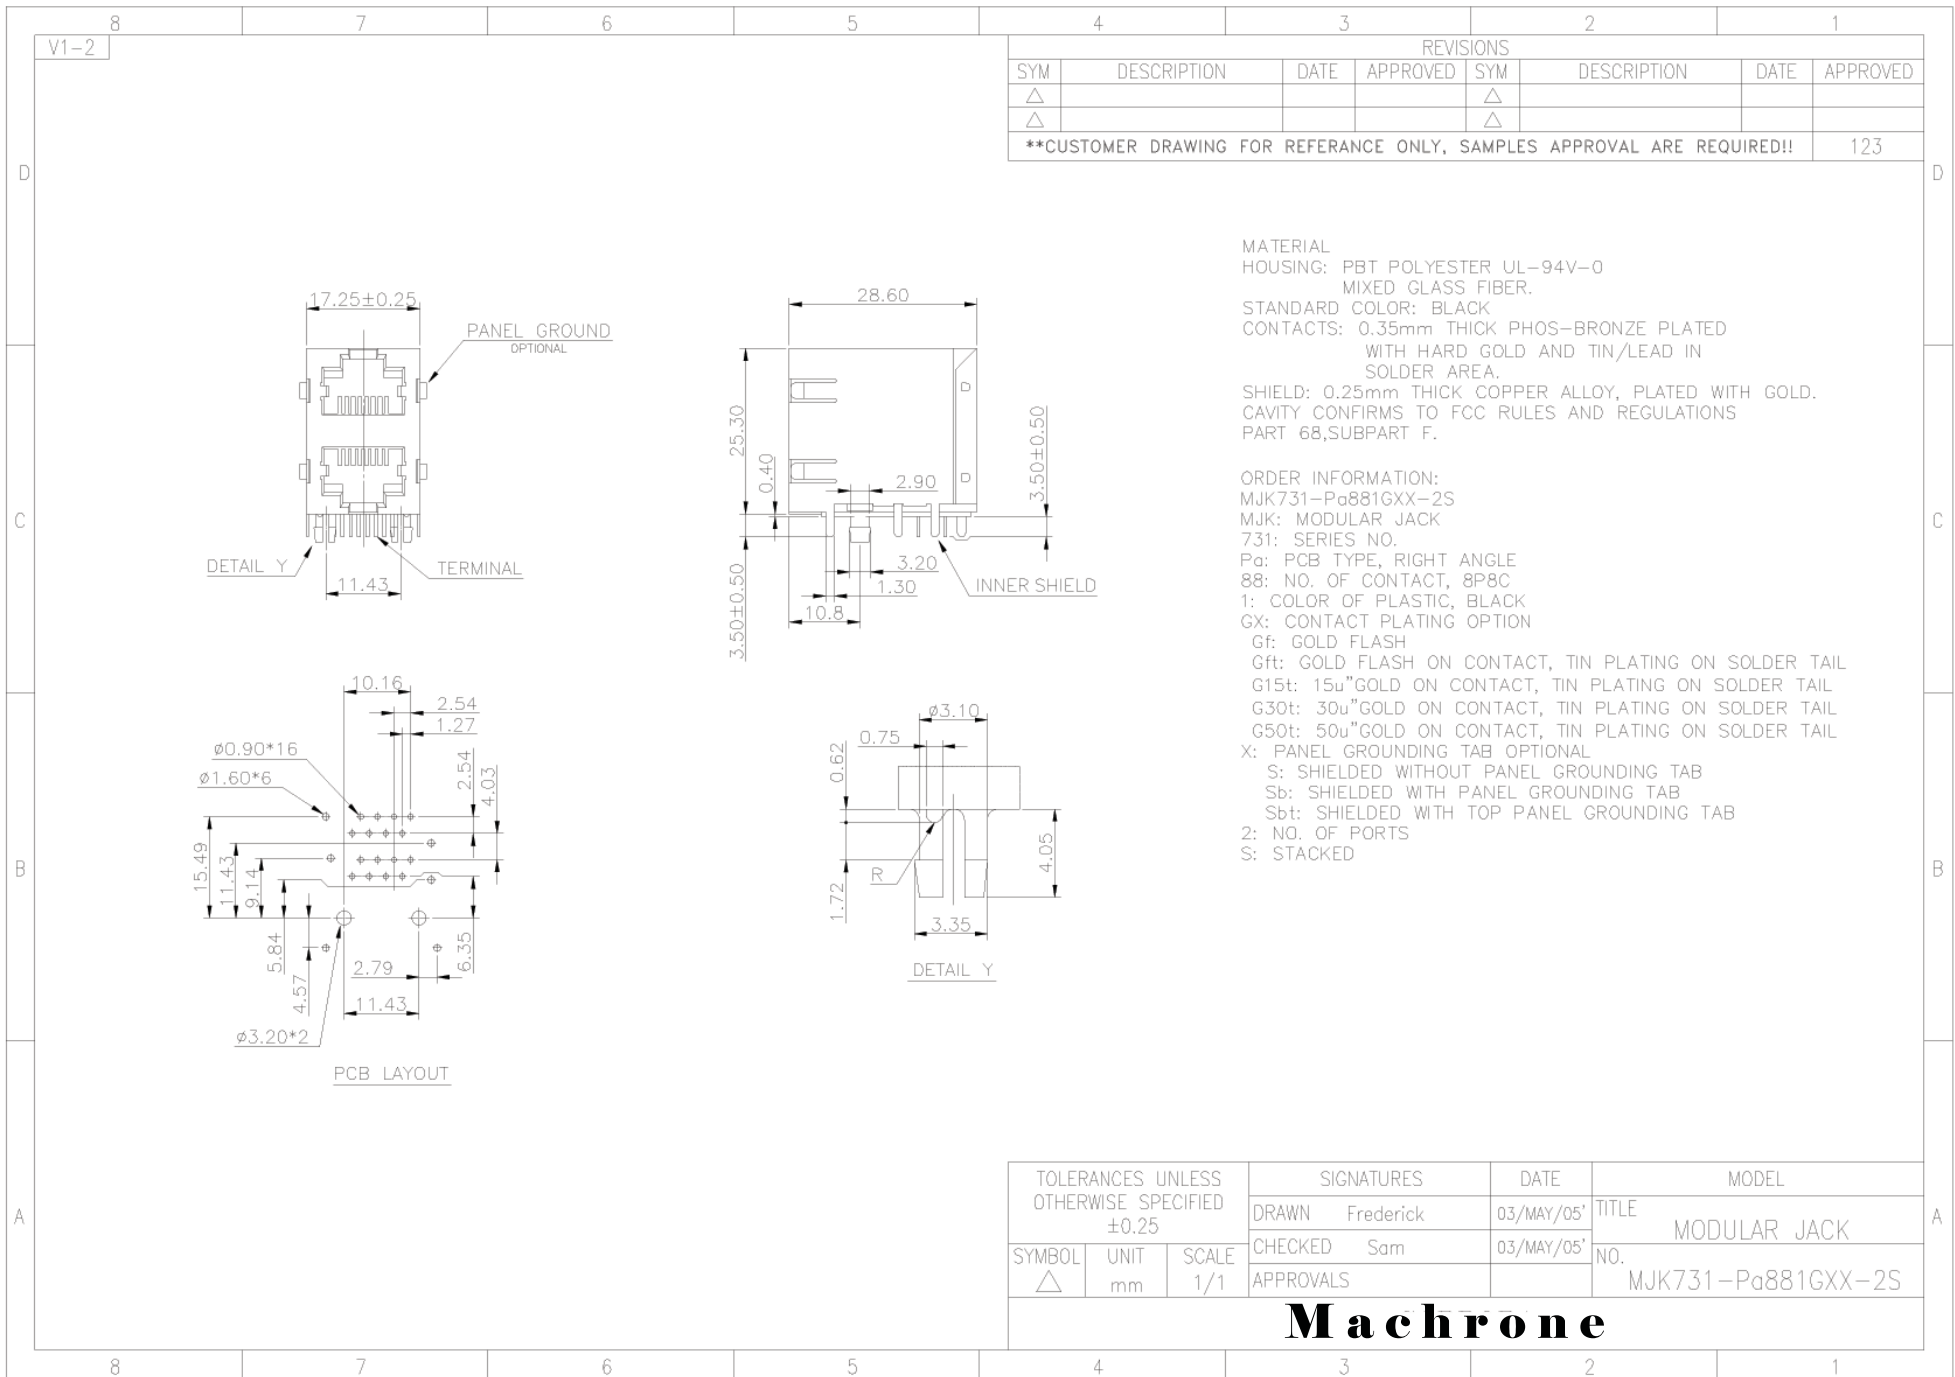 8 7 6 5 4 3 2 1
V1-2
REVISIONS
SYM DESCRIPTION DATE APPROVED SYM DESCRIPTION DATE APPROVED
**CUSTOMER DRAWING FOR REFERANCE ONLY, SAMPLES APPROVAL ARE REQUIRED!! 123
D D
MATERIAL
HOUSING: PBT POLYESTER UL-94V-0
MIXED GLASS FIBER.
STANDARD COLOR: BLACK
CONTACTS: 0.35mm THICK PHOS-BRONZE PLATED
WITH HARD GOLD AND TIN/LEAD IN
SOLDER AREA.
SHIELD: 0.25mm THICK COPPER ALLOY, PLATED WITH GOLD.
CAVITY CONFIRMS TO FCC RULES AND REGULATIONS
PART 68,SUBPART F.
ORDER INFORMATION:
MJK731-Pa881GXX-2S
MJK: MODULAR JACK
731: SERIES NO.
Pa: PCB TYPE, RIGHT ANGLE
88: NO. OF CONTACT, 8P8C
1: COLOR OF PLASTIC, BLACK
GX: CONTACT PLATING OPTION
Gf: GOLD FLASH
Gft: GOLD FLASH ON CONTACT, TIN PLATING ON SOLDER TAIL
G15t: 15u"GOLD ON CONTACT, TIN PLATING ON SOLDER TAIL
G30t: 30u"GOLD ON CONTACT, TIN PLATING ON SOLDER TAIL
G50t: 50u"GOLD ON CONTACT, TIN PLATING ON SOLDER TAIL
X: PANEL GROUNDING TAB OPTIONAL
S: SHIELDED WITHOUT PANEL GROUNDING TAB
Sb: SHIELDED WITH PANEL GROUNDING TAB
Sbt: SHIELDED WITH TOP PANEL GROUNDING TAB
2: NO. OF PORTS
S: STACKED
17.25±0.25
PANEL GROUND
OPTIONAL
DETAIL Y
TERMINAL
11.43
28.60
25.30
0.40
2.90
3.50±0.50
3.50±0.50
3.20
1.30
10.8
INNER SHIELD
C C
10.16
2.54
1.27
ø0.90*16
ø1.60*6
2.54
4.03
15.49
11.43
9.14
5.84
4.57
6.35
2.79
11.43
ø3.20*2
PCB LAYOUT
ø3.10
0.75
0.62
R
1.72
4.05
3.35
DETAIL Y
B B
A A
TOLERANCES UNLESS
OTHERWISE SPECIFIED
±0.25
SYMBOL UNIT SCALE
mm 1/1
SIGNATURES DATE MODEL
DRAWN Frederick 03/MAY/05'
CHECKED Sam 03/MAY/05'
APPROVALS
TITLE
MODULAR JACK
NO.
MJK731-Pa881GXX-2S
Machrone
8 7 6 5 4 3 2 1